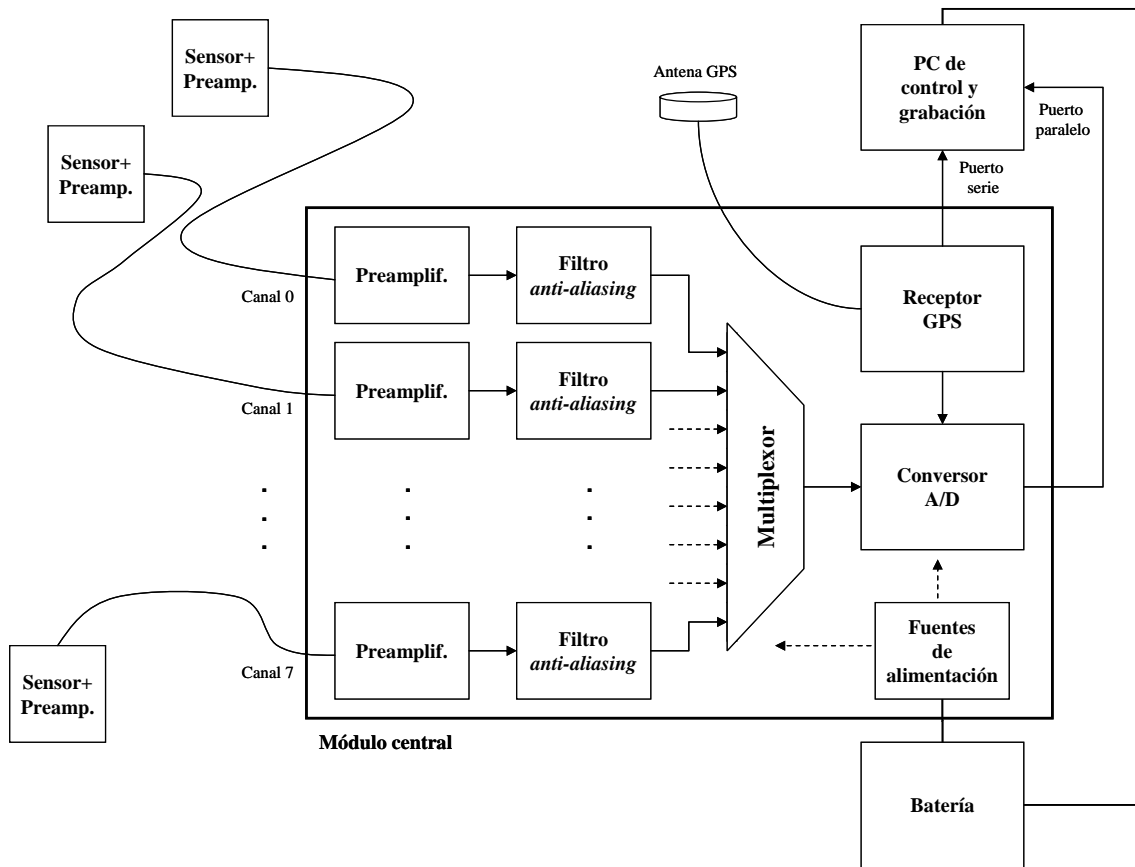 Sensor+
Preamp.
Sensor+
Preamp.
Antena GPS
PC de
control y
grabación
Puerto
paralelo
Puerto
serie
Canal 0
Preamplif.
Filtro
anti-aliasing
Receptor
GPS
Canal 1
Preamplif.
Filtro
anti-aliasing
Multiplexor
Conversor
A/D
Canal 7
Preamplif.
Filtro
anti-aliasing
Fuentes
de
alimentación
Sensor+
Preamp.
Módulo central
Batería